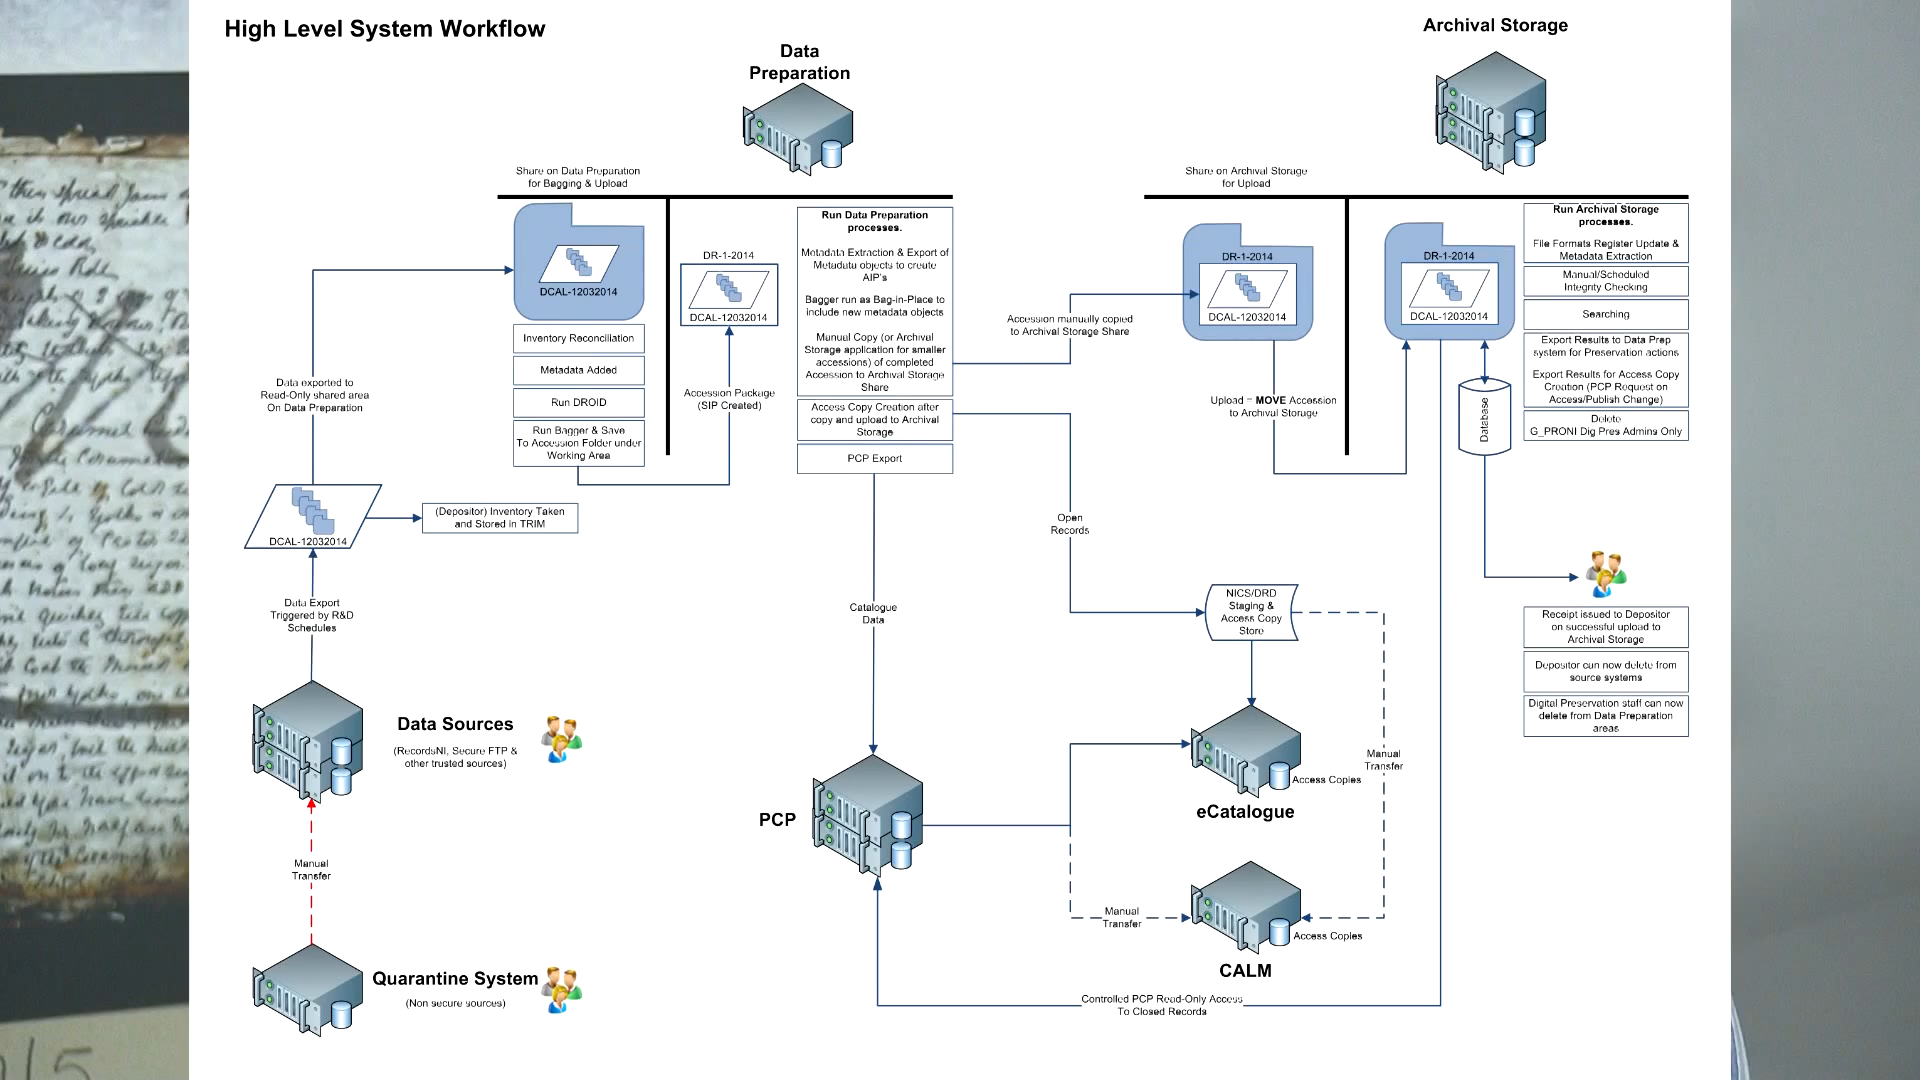 High Level System Workflow
Data
Preparation
Archival Storage
Share on Data Preparation
for Bagging & Upload
Share on Archival Storage
for Upload
DCAL-12032014
Inventory Reconciliation
Metadata Added
Run DROID
Run Bagger & Save
To Accession Folder under
Working Area
DR-1-2014
DCAL-12032014
Accession Package
(SIP Created)
Run Data Preparation
processes.
Metadata Extraction & Export of
Metadata objects to create
AIP's
Bagger run as Bag-in-Place to
include new metadata objects
Manual Copy (or Archival
Storage application for smaller
accessions) of completed
Accession to Archival Storage
Share
Access Copy Creation after
copy and upload to Archival
Storage
PCP Export
Accession manually copied
to Archival Storage Share
DR-1-2014
DCAL-12032014
Upload = MOVE Accession
to Archival Storage
DR-1-2014
DCAL-12032014
Database
Run Archival Storage
processes.
File Formats Register Update &
Metadata Extraction
Manual/Scheduled
Integrity Checking
Searching
Export Results to Data Prep
system for Preservation actions
Export Results for Access Copy
Creation (PCP Request on
Access/Publish Change)
Delete
G_PRONI Dig Pres Admins Only
Data exported to
Read-Only shared area
On Data Preparation
DCAL-12032014
(Depositor) Inventory Taken
and Stored in TRIM
Data Export
Triggered by R&D
Schedules
Open
Records
Catalogue
Data
NICS/DRD
Staging &
Access Copy
Store
Receipt issued to Depositor
on successful upload to
Archival Storage
Depositor can now delete from
source systems
Digital Preservation staff can now
delete from Data Preparation
areas
Data Sources
(RecordsNI, Secure FTP &
other trusted sources)
Manual
Transfer
Access Copies
eCatalogue
PCP
Manual
Transfer
Manual
Transfer
Access Copies
CALM
Quarantine System
(Non secure sources)
Controlled PCP Read-Only Access
To Closed Records